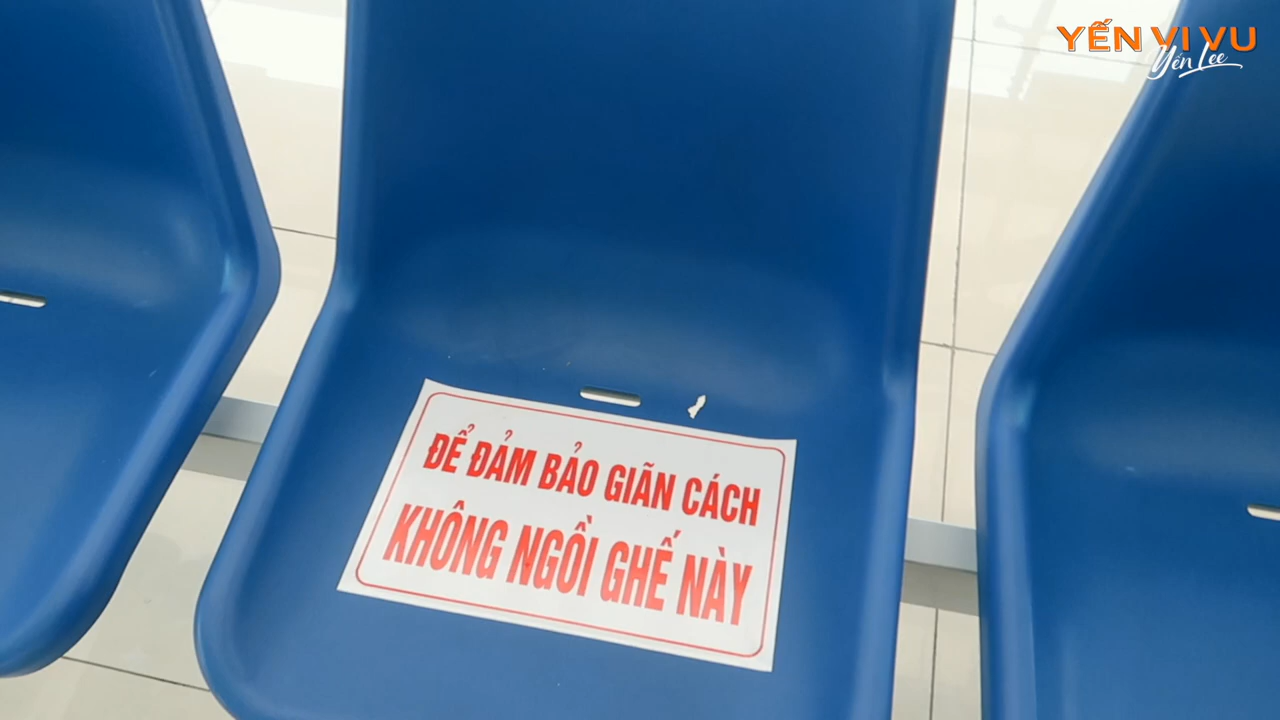 YẾN VI VU
Yến Lee
ĐỂ ĐẢM BẢO GIÃN CÁCH
KHÔNG NGỒI GHẾ NÀY